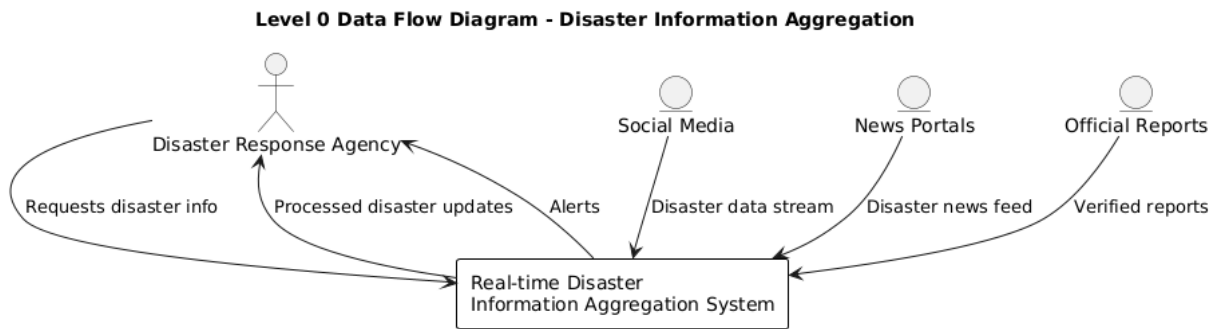 Level 0 Data Flow Diagram - Disaster Information Aggregation
Disaster Response Agency
Social Media
News Portals
Official Reports
Requests disaster info
Processed disaster updates
Alerts
Disaster data stream
Disaster news feed
Verified reports
Real-time Disaster
Information Aggregation System